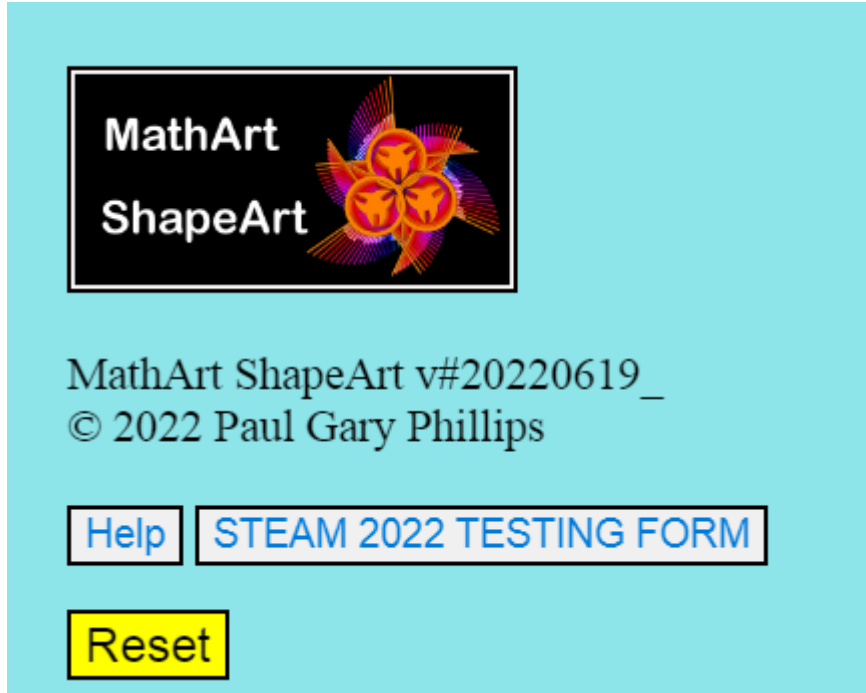 MathArt
ShapeArt
MathArt ShapeArt v#20220619_
© 2022 Paul Gary Phillips
Help STEAM 2022 TESTING FORM
Reset